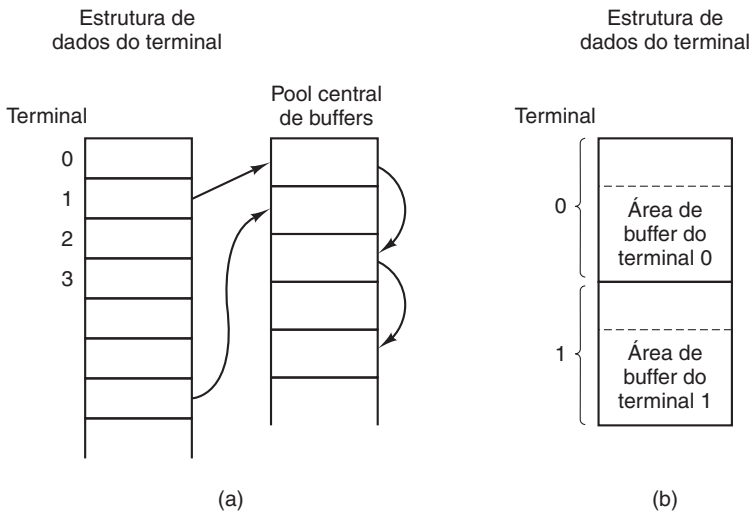 Estrutura de
dados do terminal
Estrutura de
dados do terminal
Terminal
Pool central
de buffers
Terminal
0
1
2
3
0
Área de
buffer do
terminal 0
1
Área de
buffer do
terminal 1
(a)
(b)